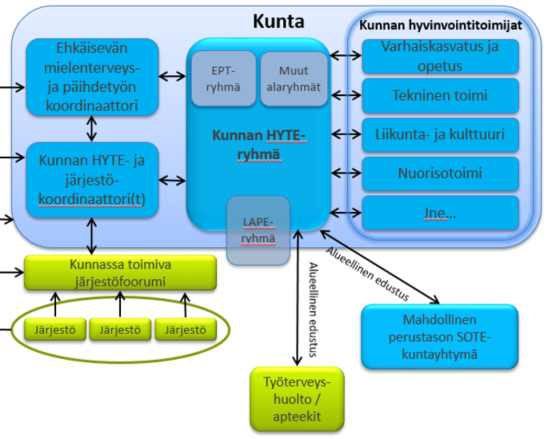 Kunta
Kunnan hyvinvointitoimijat
Ehkäisevän
mielenterveys-
ja päihdetyön
koordinaattori
Kunnan HYTE- ja
järjestö-
koordinaattori(t)
EPT-
ryhmä
Muut
alaryhmät
Kunnan HYTE-
ryhmä
LAPE-
ryhmä
Varhaiskasvatus ja
opetus
Tekninen toimi
Liikunta- ja kulttuuri
Nuorisotoimi
Jne...
Kunnassa toimiva
järjestöfoorumi
Järjestö
Järjestö
Järjestö
Alueellinen edustus
Alueellinen edustus
Työterveys-
huolto /
apteekit
Mahdollinen
perustason SOTE-
kuntayhtymä